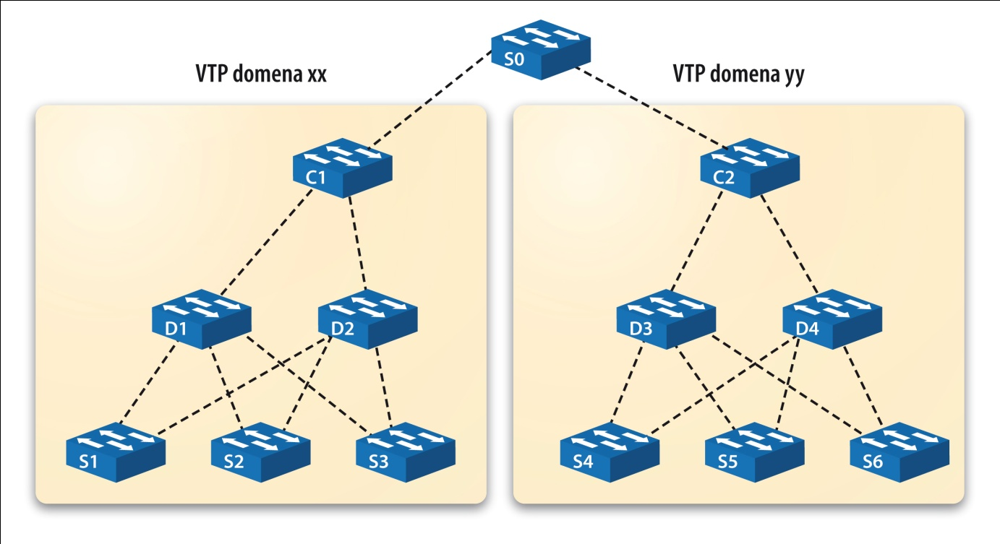 S0
VTP domena xx
VTP domena yy
C1
C2
D1
D2
D3
D4
S1
S2
S3
S4
S5
S6